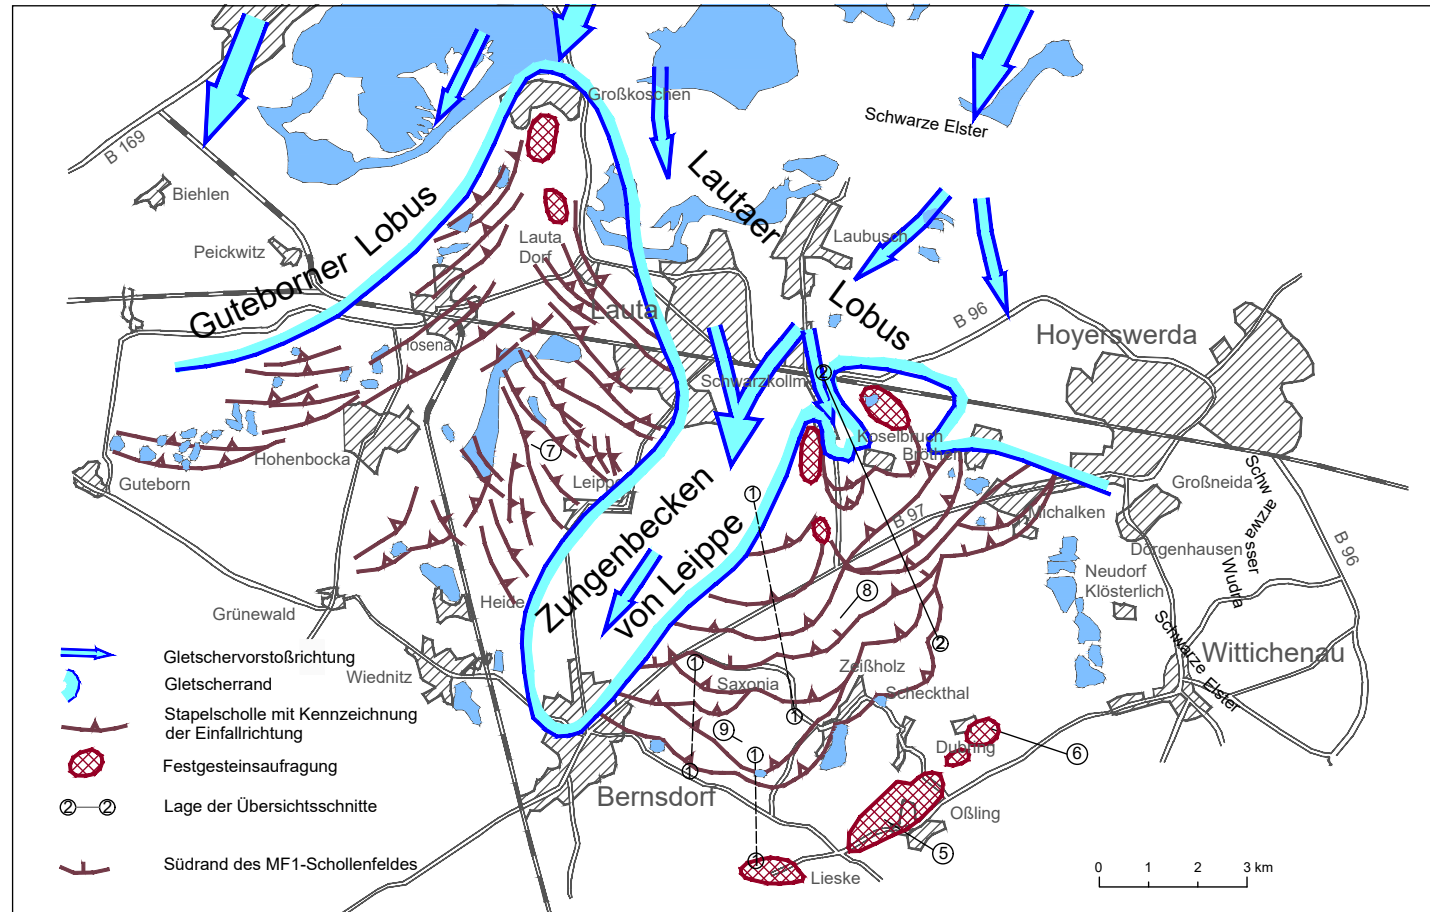 Großkoschen
Schwarze Elster
B 169
Biehlen
Lautaer
Guteborner Lobus
Peickwitz
Lauta
Dorf
Laubusch
Lobus
B 96
Lauta
Hoyerswerda
Hosena
Schwarzkollm
2
Koselbruch
Bröthen
7
Hohenbocka
Guteborn
Leippe
1
Zungenbecken
von Leippe
B 97
Michalken
Großneida
Schwarzwasser
Dörgenhausen
Wudra
B 96
Neudorf
Klösterlich
Grünewald
Heide
8
2
Schwarze Elster
Wittichenau
Wiednitz
1
Saxonia
Zeißholz
Scheckthal
1
9
1
1
Dubring
6
Bernsdorf
Oßling
5
1
Lieske
Gletschervorstoßrichtung
Gletscherrand
Stapelscholle mit Kennzeichnung
der Einfallrichtung
Festgesteinsaufragung
2 2 Lage der Übersichtsschnitte
Südrand des MF1-Schollenfeldes
0 1 2 3 km